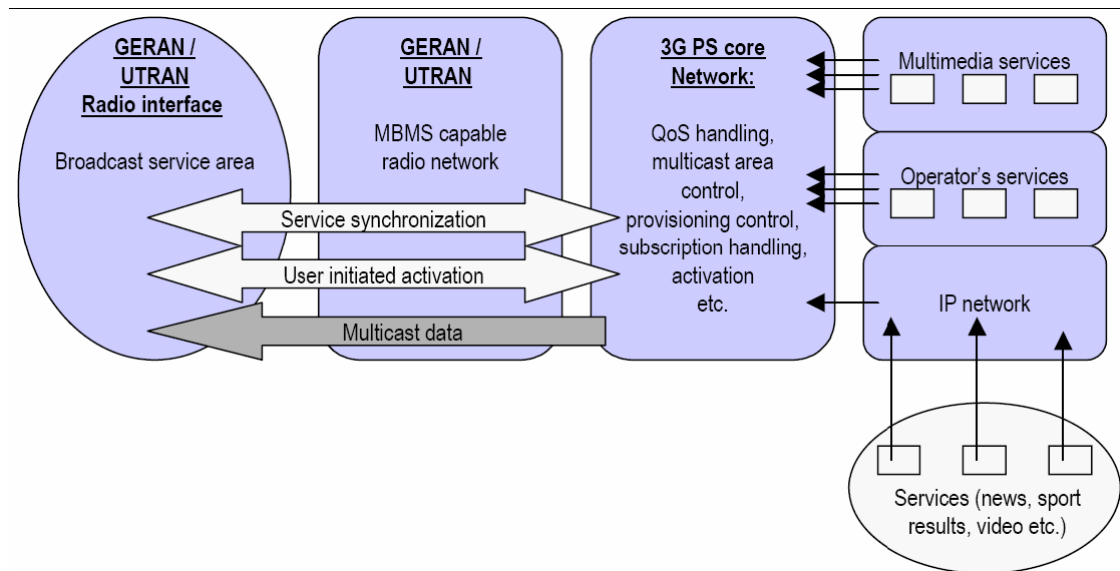 GERAN /
UTRAN
Radio interface
Broadcast service area
GERAN /
UTRAN
MBMS capable
radio network
3G PS core
Network:
QoS handling,
multicast area
control,
provisioning control,
subscription handling,
activation
etc.
Service synchronization
User initiated activation
Multicast data
Multimedia services
Operator's services
IP network
Services (news, sport
results, video etc.)